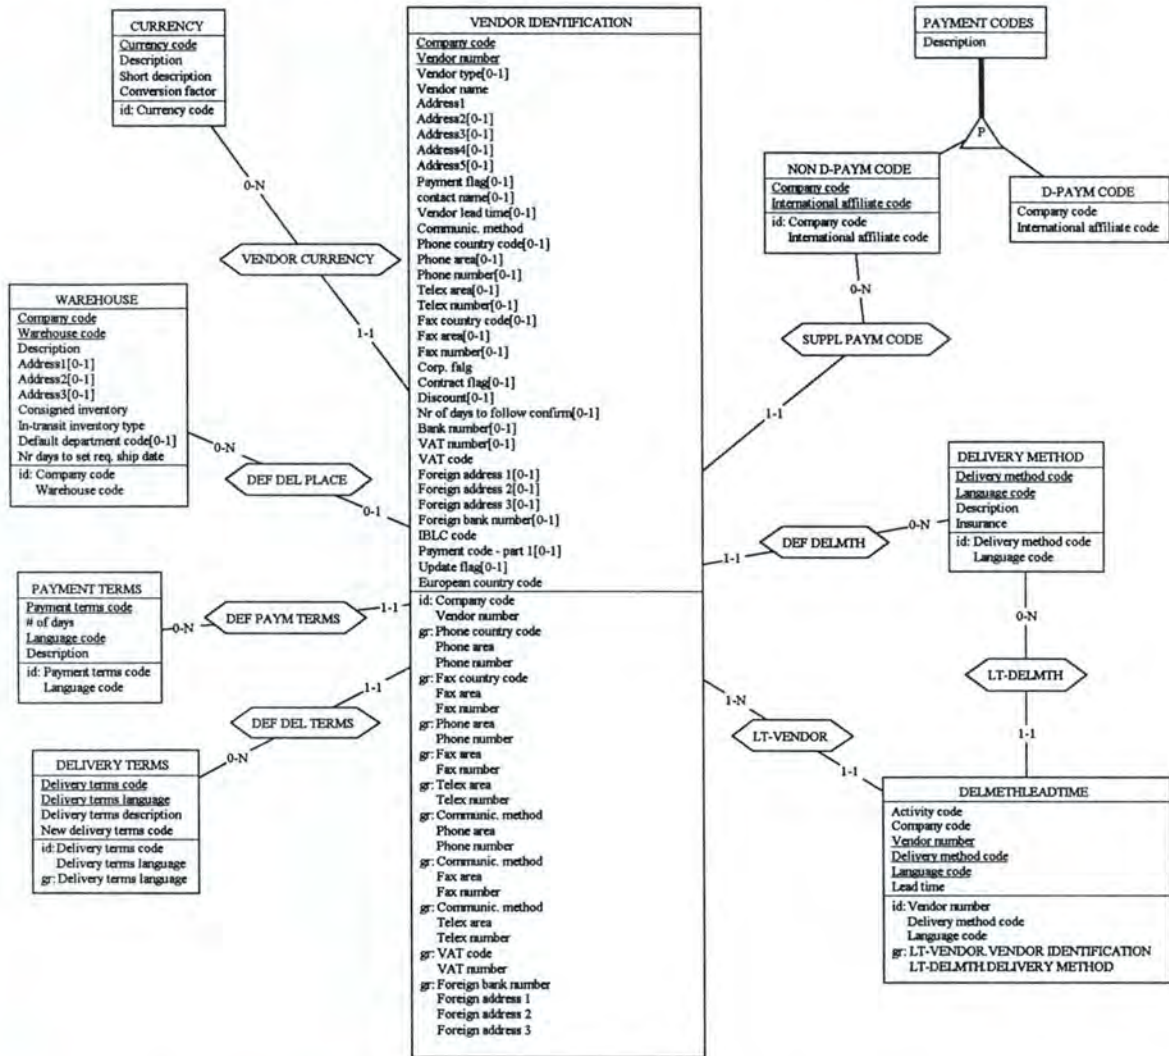 CURRENCY
Currency code
Description
Short description
Conversion factor
id: Currency code
0-N
VENDOR CURRENCY
1-1
WAREHOUSE
Company code
Warehouse code
Description
Address1[0-1]
Address2[0-1]
Address3[0-1]
Consigned inventory
In-transit inventory type
Default department code[0-1]
Nr days to set req. ship date
id: Company code
Warehouse code
0-N
DEF DEL PLACE
0-1
PAYMENT TERMS
Payment terms code
# of days
Language code
Description
id: Payment terms code
Language code
0-N
DEF PAYM TERMS
1-1
DELIVERY TERMS
Delivery terms code
Delivery terms language
Delivery terms description
New delivery terms code
id: Delivery terms code
Delivery terms language
gr: Delivery terms language
0-N
DEF DEL TERMS
1-1
VENDOR IDENTIFICATION
Company code
Vendor number
Vendor type[0-1]
Vendor name
Address1
Address2[0-1]
Address3[0-1]
Address4[0-1]
Address5[0-1]
Payment flag[0-1]
contact name[0-1]
Vendor lead time[0-1]
Communic. method
Phone country code[0-1]
Phone area[0-1]
Phone number[0-1]
Telex area[0-1]
Telex number[0-1]
Fax country code[0-1]
Fax area[0-1]
Fax number[0-1]
Corp. falg
Contract flag[0-1]
Discount[0-1]
Nr of days to follow confirm[0-1]
Bank number[0-1]
VAT number[0-1]
VAT code
Foreign address 1[0-1]
Foreign address 2[0-1]
Foreign address 3[0-1]
Foreign bank number[0-1]
IBLC code
Payment code - part 1[0-1]
Update flag[0-1]
European country code
id: Company code
Vendor number
gr: Phone country code
Phone area
Phone number
gr: Fax country code
Fax area
Fax number
gr: Phone area
Phone number
gr: Fax area
Fax number
gr: Telex area
Telex number
gr: Communic. method
Phone area
Phone number
gr: Communic. method
Fax area
Fax number
gr: Communic. method
Telex area
Telex number
gr: VAT code
VAT number
gr: Foreign bank number
Foreign address 1
Foreign address 2
Foreign address 3
PAYMENT CODES
Description
P
NON D-PAYM CODE
Company code
International affiliate code
id: Company code
International affiliate code
D-PAYM CODE
Company code
International affiliate code
0-N
SUPPL PAYM CODE
1-1
DELIVERY METHOD
Delivery method code
Language code
Description
Insurance
id: Delivery method code
Language code
0-N
DEF DELMTH
1-1
0-N
LT-DELMTH
1-1
1-N
LT-VENDOR
1-1
DELMETHLEADTIME
Activity code
Company code
Vendor number
Delivery method code
Language code
Lead time
id: Vendor number
Delivery method code
Language code
gr: LT-VENDOR.VENDOR IDENTIFICATION
LT-DELMTH.DELIVERY METHOD